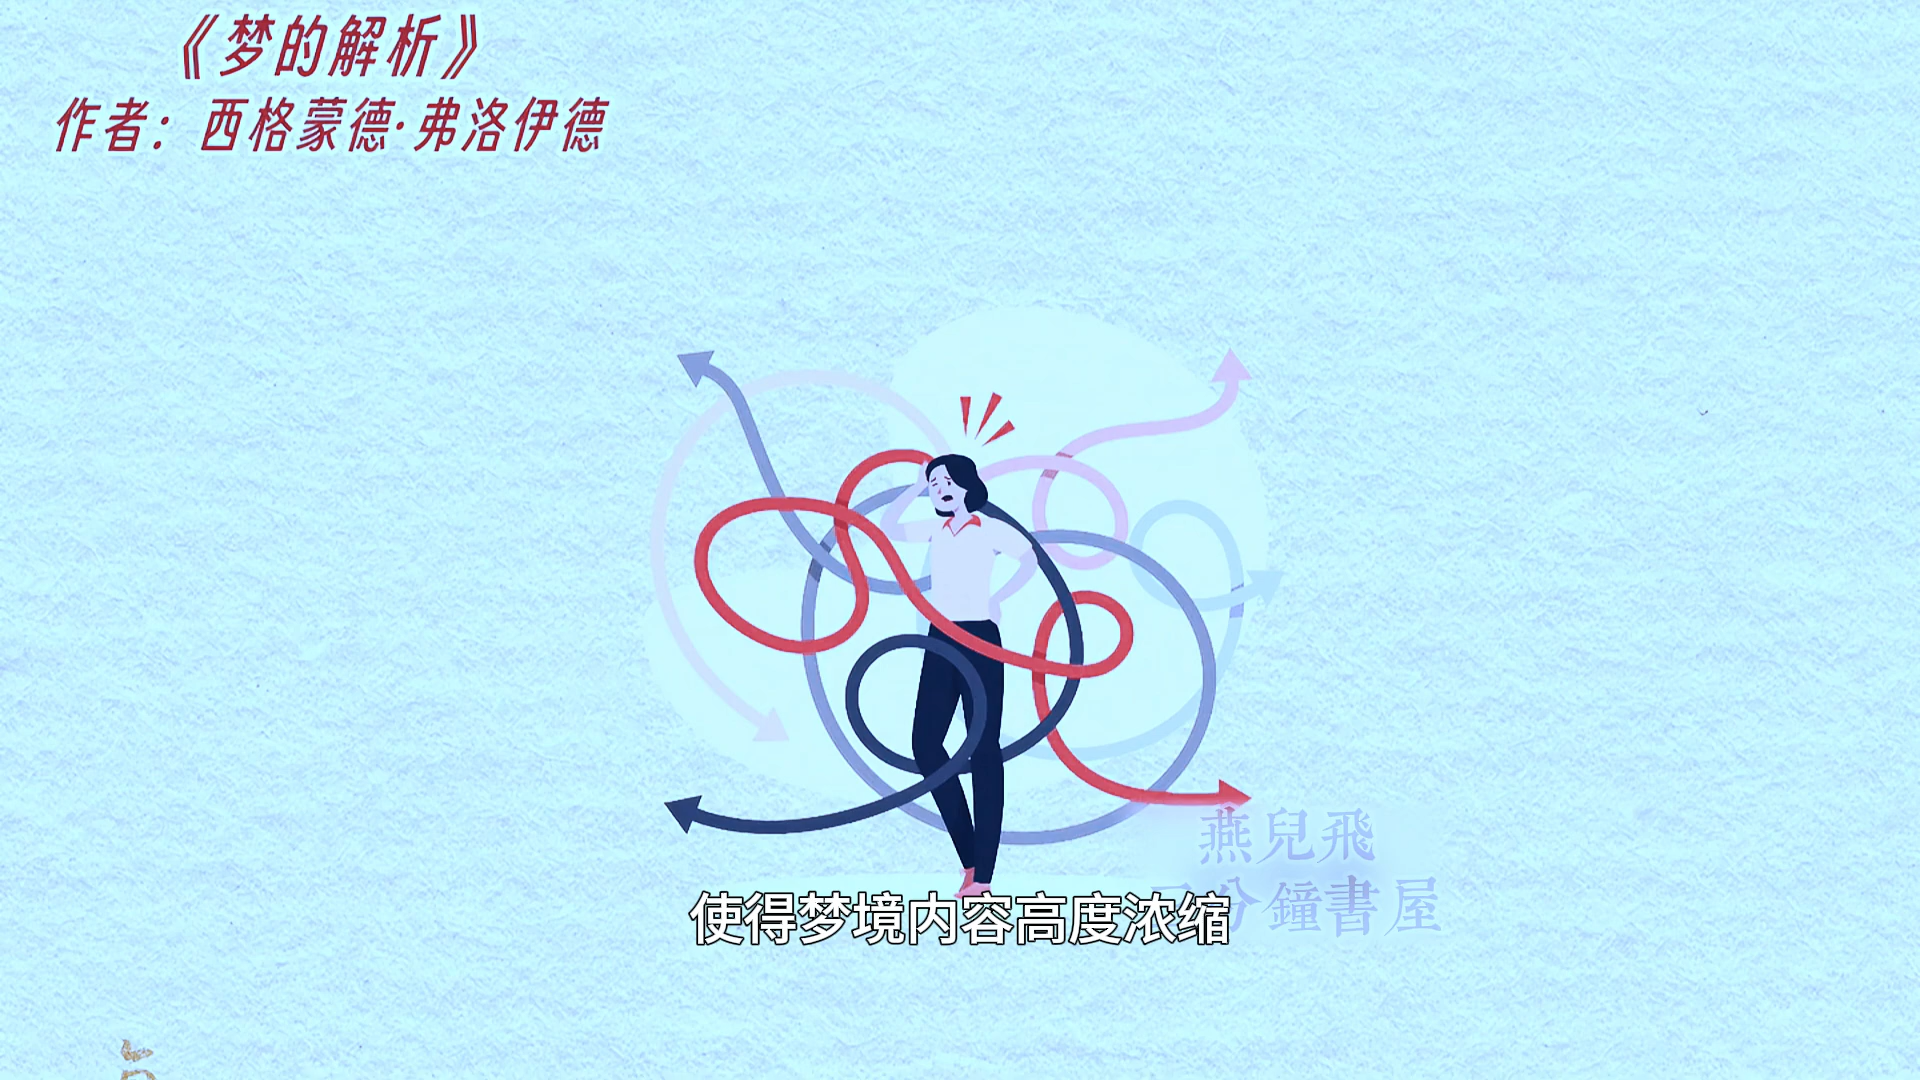 《梦的解析》
作者：西格蒙德·弗洛伊德
燕兒飛
分鐘書屋
使得梦境内容高度浓缩